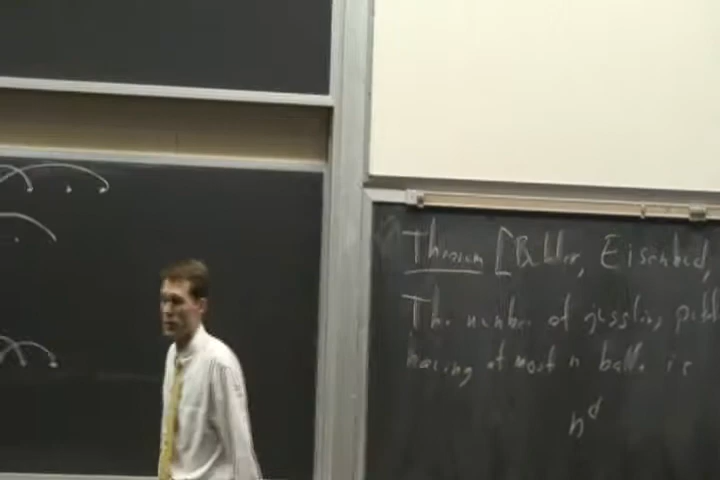 Theorem [Buhler, Eisenbud,
The number of juggling patt
having at most n balls is
n^d